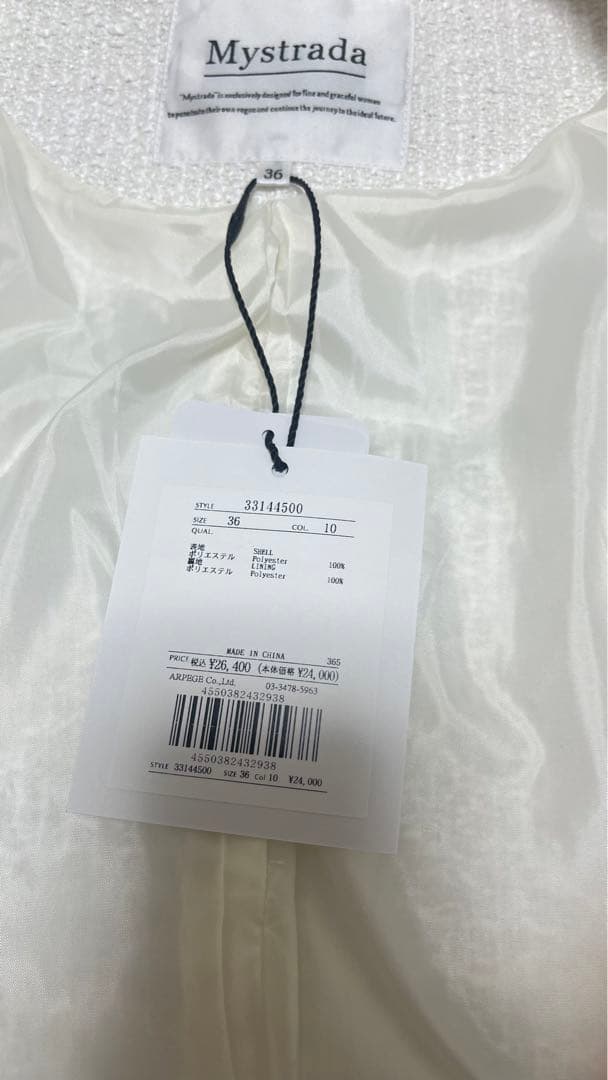 Mystrada
"Mystrada" is exclusively designed for fine and graceful woman
to penetrate their own vogue and continue the journey to the ideal future.
36
STYLE 33144500
SIZE 36 COL. 10
QUAL.
表地 SHELL
ポリエステル Polyester 100%
裏地 LINING
ポリエステル Polyester 100%
MADE IN CHINA 365
PRICE 税込 ¥26,400 (本体価格 ¥24,000)
ARPEGE Co.,Ltd. 03-3478-5963
4550382432938
4550382432938
STYLE 33144500 SIZE 36 Col 10 ¥24,000